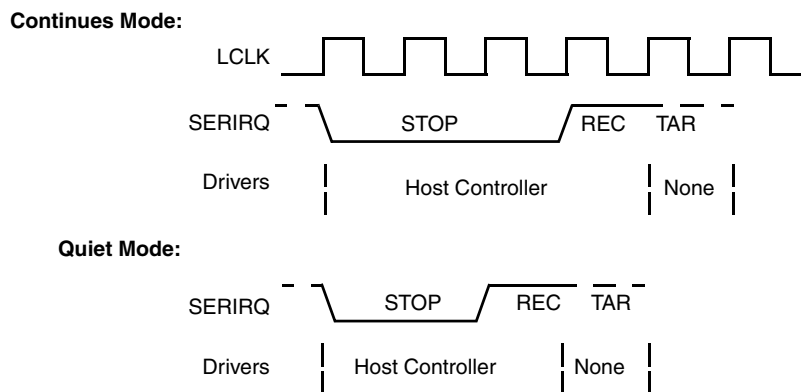 Continues Mode:
LCLK
SERIRQ STOP REC TAR
Drivers Host Controller None
Quiet Mode:
SERIRQ STOP REC TAR
Drivers Host Controller None